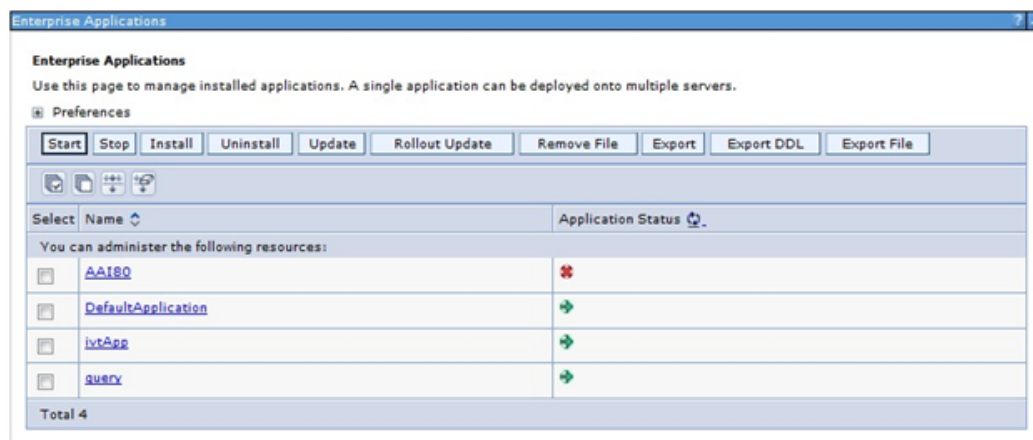 Enterprise Applications ?
Enterprise Applications
Use this page to manage installed applications. A single application can be deployed onto multiple servers.
Preferences
Start Stop Install Uninstall Update Rollout Update Remove File Export Export DDL Export File
Select Name Application Status
You can administer the following resources:
AAI80
DefaultApplication
ivtApp
query
Total 4